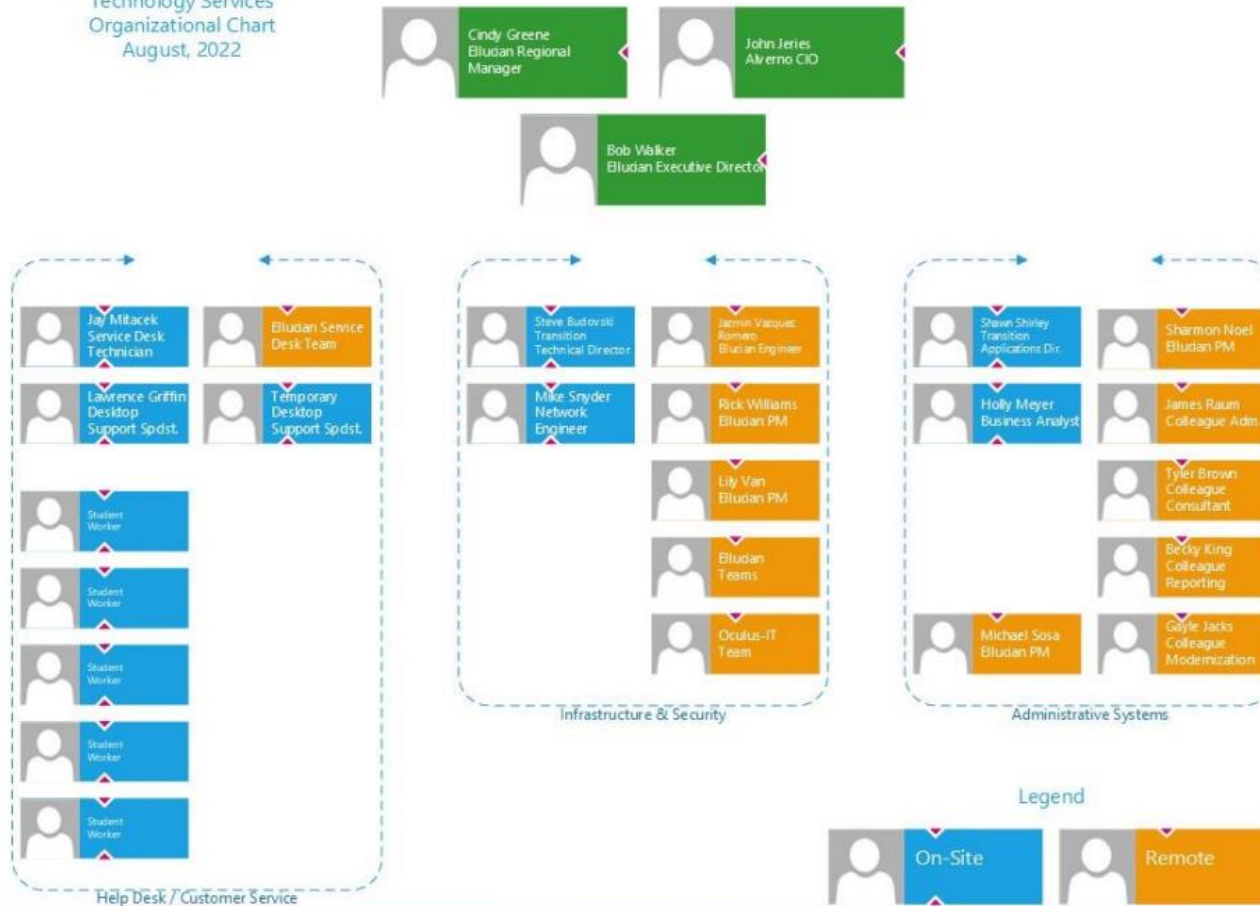 Technology Services
Organizational Chart
August, 2022
Cindy Greene
Ellucian Regional
Manager
John Jeries
Alverno CIO
Bob Walker
Ellucian Executive Director
Jay Mitacek
Service Desk
Technician
Ellucian Service
Desk Team
Lawrence Griffin
Desktop
Support Spclst.
Temporary
Desktop
Support Spclst.
Student
Worker
Student
Worker
Student
Worker
Student
Worker
Student
Worker
Help Desk / Customer Service
Steve Budovski
Transition
Technical Director
Jazmin Vazquez
Romero
Ellucian Engineer
Mike Snyder
Network
Engineer
Rick Williams
Ellucian PM
Lily Van
Ellucian PM
Ellucian
Teams
Oculus-IT
Team
Infrastructure & Security
Shawn Shirley
Transition
Applications Dir.
Sharmon Noel
Ellucian PM
Holly Meyer
Business Analyst
James Raum
Colleague Adm
Tyler Brown
Colleague
Consultant
Becky King
Colleague
Reporting
Michael Sosa
Ellucian PM
Gayle Jacks
Colleague
Modernization
Administrative Systems
Legend
On-Site
Remote